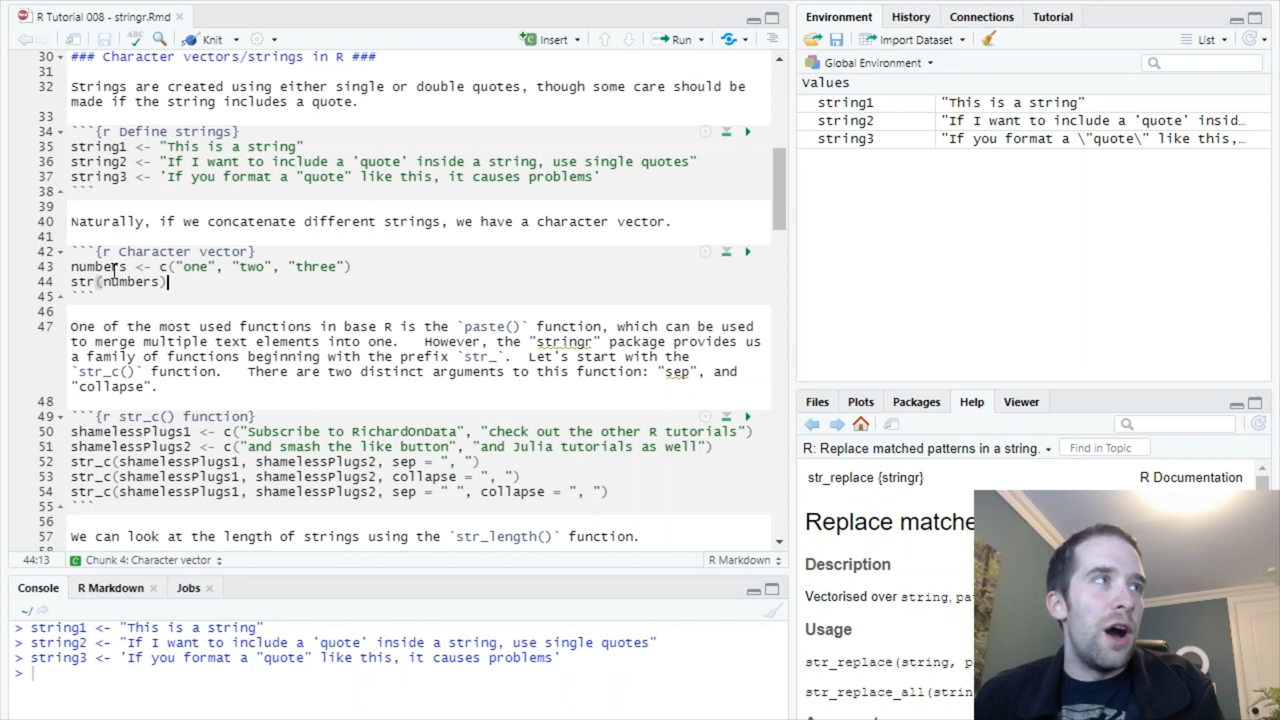 R Tutorial 008 - stringr.Rmd
Knit
Insert
Run
30 ### Character vectors/strings in R ###
31
32 Strings are created using either single or double quotes, though some care should be
made if the string includes a quote.
33
34 ```{r Define strings}
35 string1 <- "This is a string"
36 string2 <- "If I want to include a 'quote' inside a string, use single quotes"
37 string3 <- 'If you format a "quote" like this, it causes problems'
38 ```
39
40 Naturally, if we concatenate different strings, we have a character vector.
41
42 ```{r Character vector}
43 numbers <- c("one", "two", "three")
44 str(numbers)
45 ```
46
47 One of the most used functions in base R is the `paste()` function, which can be used
to merge multiple text elements into one.   However, the "stringr" package provides us
a family of functions beginning with the prefix `str_`.  Let's start with the
`str_c()` function.   There are two distinct arguments to this function: "sep", and
"collapse".
48
49 ```{r str_c() function}
50 shamelessPlugs1 <- c("Subscribe to RichardOnData", "check out the other R tutorials")
51 shamelessPlugs2 <- c("and smash the like button", "and Julia tutorials as well")
52 str_c(shamelessPlugs1, shamelessPlugs2, sep = ", ")
53 str_c(shamelessPlugs1, shamelessPlugs2, collapse = ", ")
54 str_c(shamelessPlugs1, shamelessPlugs2, sep = " ", collapse = ", ")
55 ```
56
57 We can look at the length of strings using the `str_length()` function.
44:13 Chunk 4: Character vector R Markdown
Console R Markdown Jobs
~/
> string1 <- "This is a string"
> string2 <- "If I want to include a 'quote' inside a string, use single quotes"
> string3 <- 'If you format a "quote" like this, it causes problems'
>
Environment History Connections Tutorial
Import Dataset List
Global Environment
Values
string1 "This is a string"
string2 "If I want to include a 'quote' insid…
string3 "If you format a \"quote\" like this,…
Files Plots Packages Help Viewer
R: Replace matched patterns in a string. Find in Topic
str_replace {stringr} R Documentation
Replace matche
Description
Vectorised over string, pa
Usage
str_replace(string, p
str_replace_all(strin